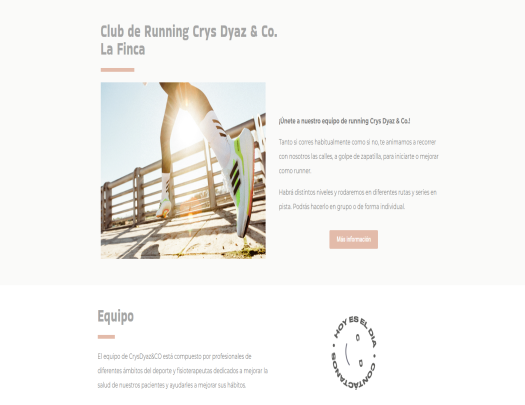 Club de Running Crys Dyaz & Co.
La Finca
¡Únete a nuestro equipo de running Crys Dyaz & Co.!
Tanto si corres habitualmente como si no, te animamos a recorrer
con nosotros las calles, a golpe de zapatilla, para iniciarte o mejorar
como runner.
Habrá distintos niveles y rodaremos en diferentes rutas y series en
pista. Podrás hacerlo en grupo o de forma individual.
Más información
Equipo
El equipo de CrysDyaz&CO está compuesto por profesionales de
diferentes ámbitos del deporte y fisioterapeutas dedicados a mejorar la
salud de nuestros pacientes y ayudarles a mejorar sus hábitos.
HOY ES EL DIA • CONTÁCTANOS •